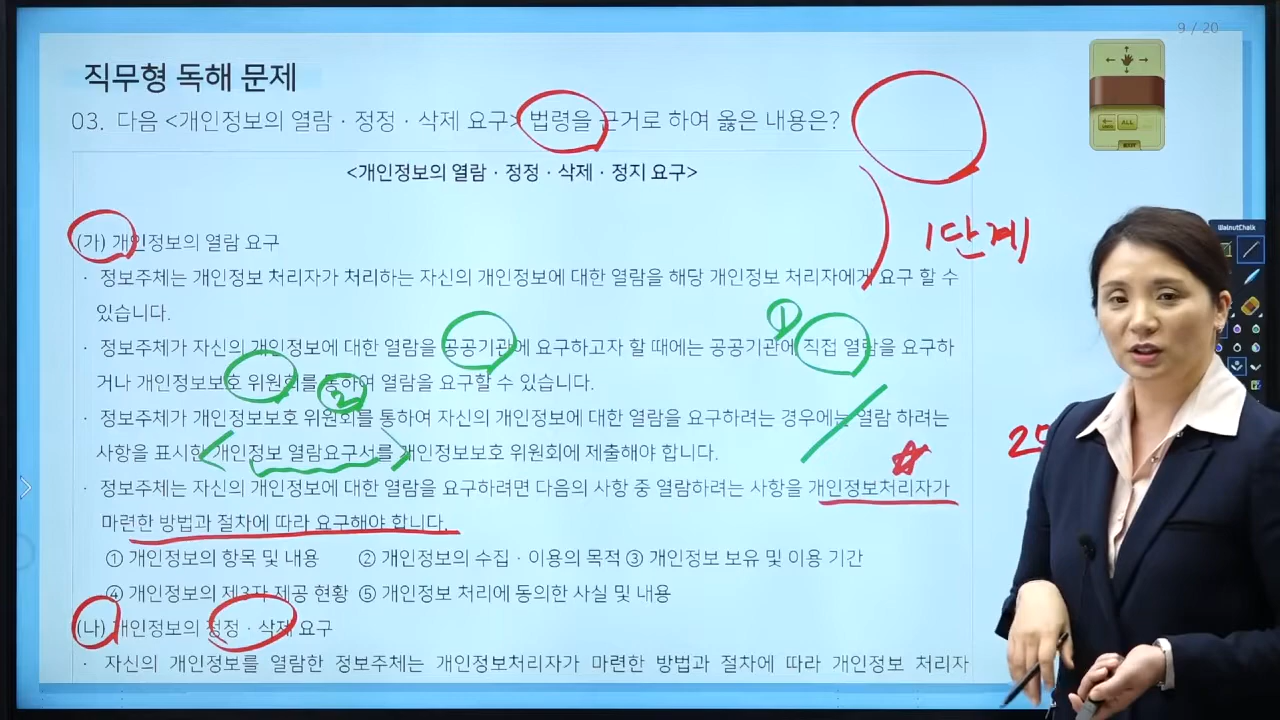 9 / 20
직무형 독해 문제
03. 다음 <개인정보의 열람 · 정정 · 삭제 요구> 법령을 근거로 하여 옳은 내용은?
<개인정보의 열람 · 정정 · 삭제 · 정지 요구>
1단계
(가) 개인정보의 열람 요구
· 정보주체는 개인정보 처리자가 처리하는 자신의 개인정보에 대한 열람을 해당 개인정보 처리자에게 요구 할 수
있습니다.
①
· 정보주체가 자신의 개인정보에 대한 열람을 공공기관에 요구하고자 할 때에는 공공기관에 직접 열람을 요구하
거나 개인정보보호 위원회를 통하여 열람을 요구할 수 있습니다.
②
· 정보주체가 개인정보보호 위원회를 통하여 자신의 개인정보에 대한 열람을 요구하려는 경우에는 열람 하려는
사항을 표시한 개인정보 열람요구서를 개인정보보호 위원회에 제출해야 합니다.
· 정보주체는 자신의 개인정보에 대한 열람을 요구하려면 다음의 사항 중 열람하려는 사항을 개인정보처리자가
마련한 방법과 절차에 따라 요구해야 합니다.
① 개인정보의 항목 및 내용 ② 개인정보의 수집 · 이용의 목적 ③ 개인정보 보유 및 이용 기간
④ 개인정보의 제3자 제공 현황 ⑤ 개인정보 처리에 동의한 사실 및 내용
(나) 개인정보의 정정 · 삭제 요구
· 자신의 개인정보를 열람한 정보주체는 개인정보처리자가 마련한 방법과 절차에 따라 개인정보 처리자
WalnutChalk
ALL